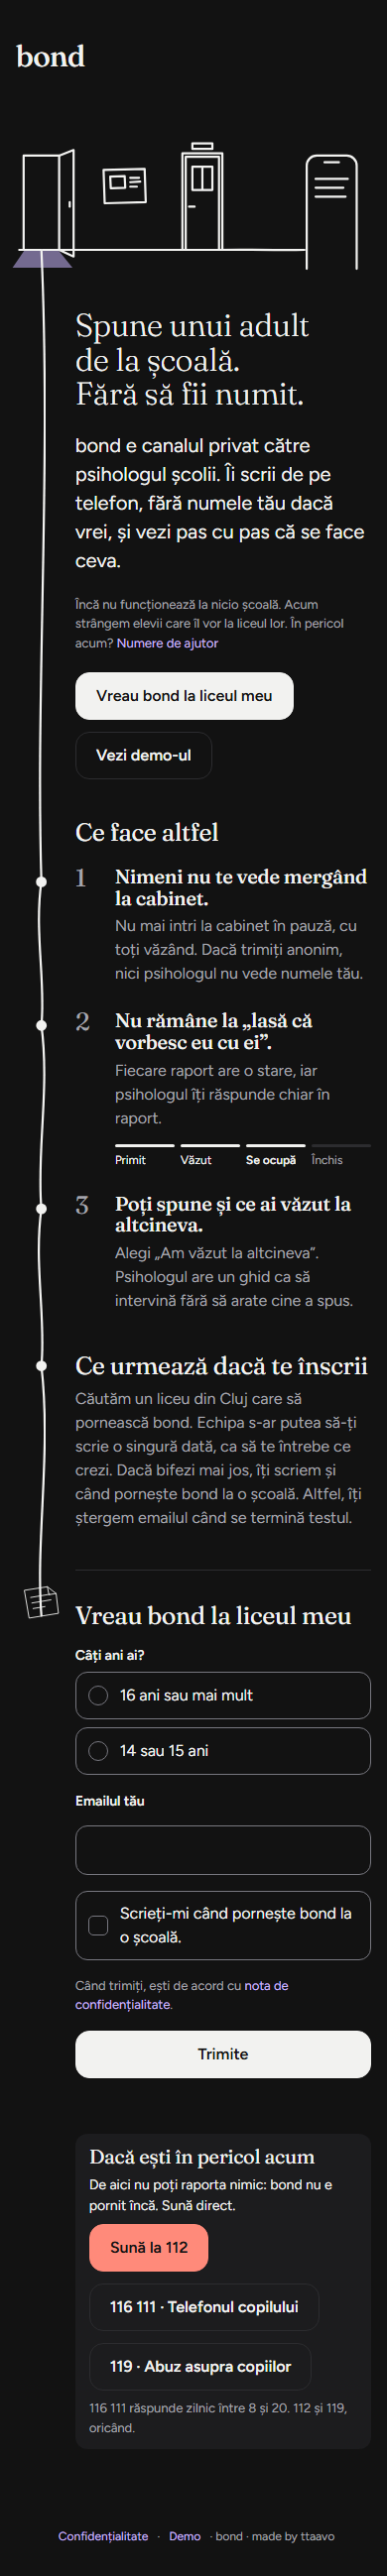 bond
Spune unui adult
de la școală.
Fără să fii numit.
bond e canalul privat către
psihologul școlii. Îi scrii de pe
telefon, fără numele tău dacă
vrei, și vezi pas cu pas că se face
ceva.
Încă nu funcționează la nicio școală. Acum
strângem elevii care îl vor la liceul lor. În pericol
acum? Numere de ajutor
Vreau bond la liceul meu
Vezi demo-ul
Ce face altfel
1 Nimeni nu te vede mergând
la cabinet.
Nu mai intri la cabinet în pauză, cu
toți văzând. Dacă trimiți anonim,
nici psihologul nu vede numele tău.
2 Nu rămâne la „lasă că
vorbesc eu cu ei”.
Fiecare raport are o stare, iar
psihologul îți răspunde chiar în
raport.
Primit Văzut Se ocupă Închis
3 Poți spune și ce ai văzut la
altcineva.
Alegi „Am văzut la altcineva”.
Psihologul are un ghid ca să
intervină fără să arate cine a spus.
Ce urmează dacă te înscrii
Căutăm un liceu din Cluj care să
pornească bond. Echipa s-ar putea să-ți
scrie o singură dată, ca să te întrebe ce
crezi. Dacă bifezi mai jos, îți scriem și
când pornește bond la o școală. Altfel, îți
ștergem emailul când se termină testul.
Vreau bond la liceul meu
Câți ani ai?
16 ani sau mai mult
14 sau 15 ani
Emailul tău
Scrieți-mi când pornește bond la
o școală.
Când trimiți, ești de acord cu nota de
confidențialitate.
Trimite
Dacă ești în pericol acum
De aici nu poți raporta nimic: bond nu e
pornit încă. Sună direct.
Sună la 112
116 111 · Telefonul copilului
119 · Abuz asupra copiilor
116 111 răspunde zilnic între 8 și 20. 112 și 119,
oricând.
Confidențialitate · Demo · bond · made by ttaavo